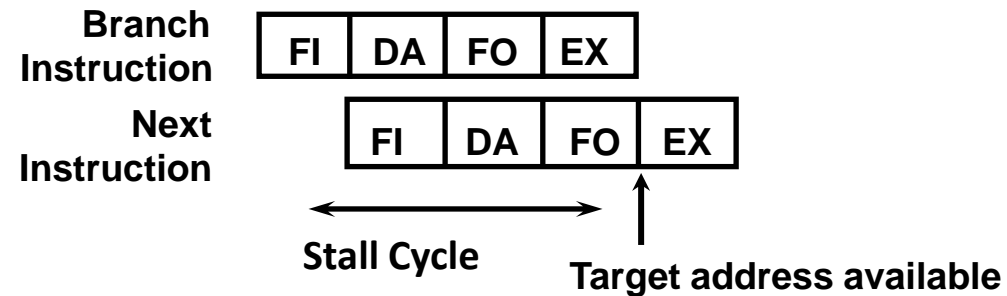 Branch
Instruction
FI DA FO EX
Next
Instruction
FI DA FO EX
Stall Cycle
Target address available